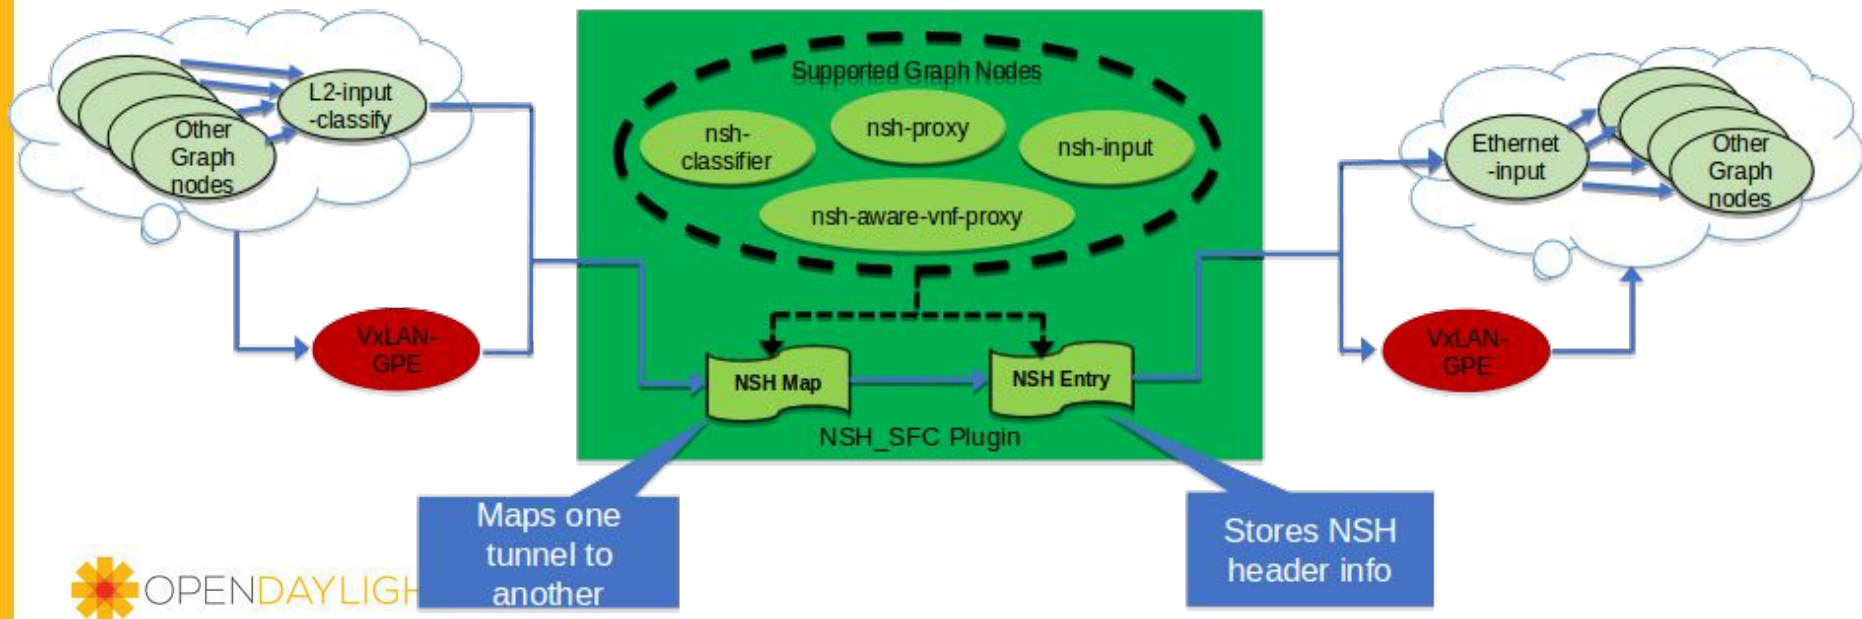 Other
Graph
nodes
L2-input
-classify
VxLAN-
GPE
Supported Graph Nodes
nsh-
classifier
nsh-proxy
nsh-input
nsh-aware-vnf-proxy
NSH Map
NSH Entry
NSH_SFC Plugin
Ethernet
-input
Other
Graph
nodes
VxLAN-
GPE
Maps one
tunnel to
another
Stores NSH
header info
OPENDAYLIGH